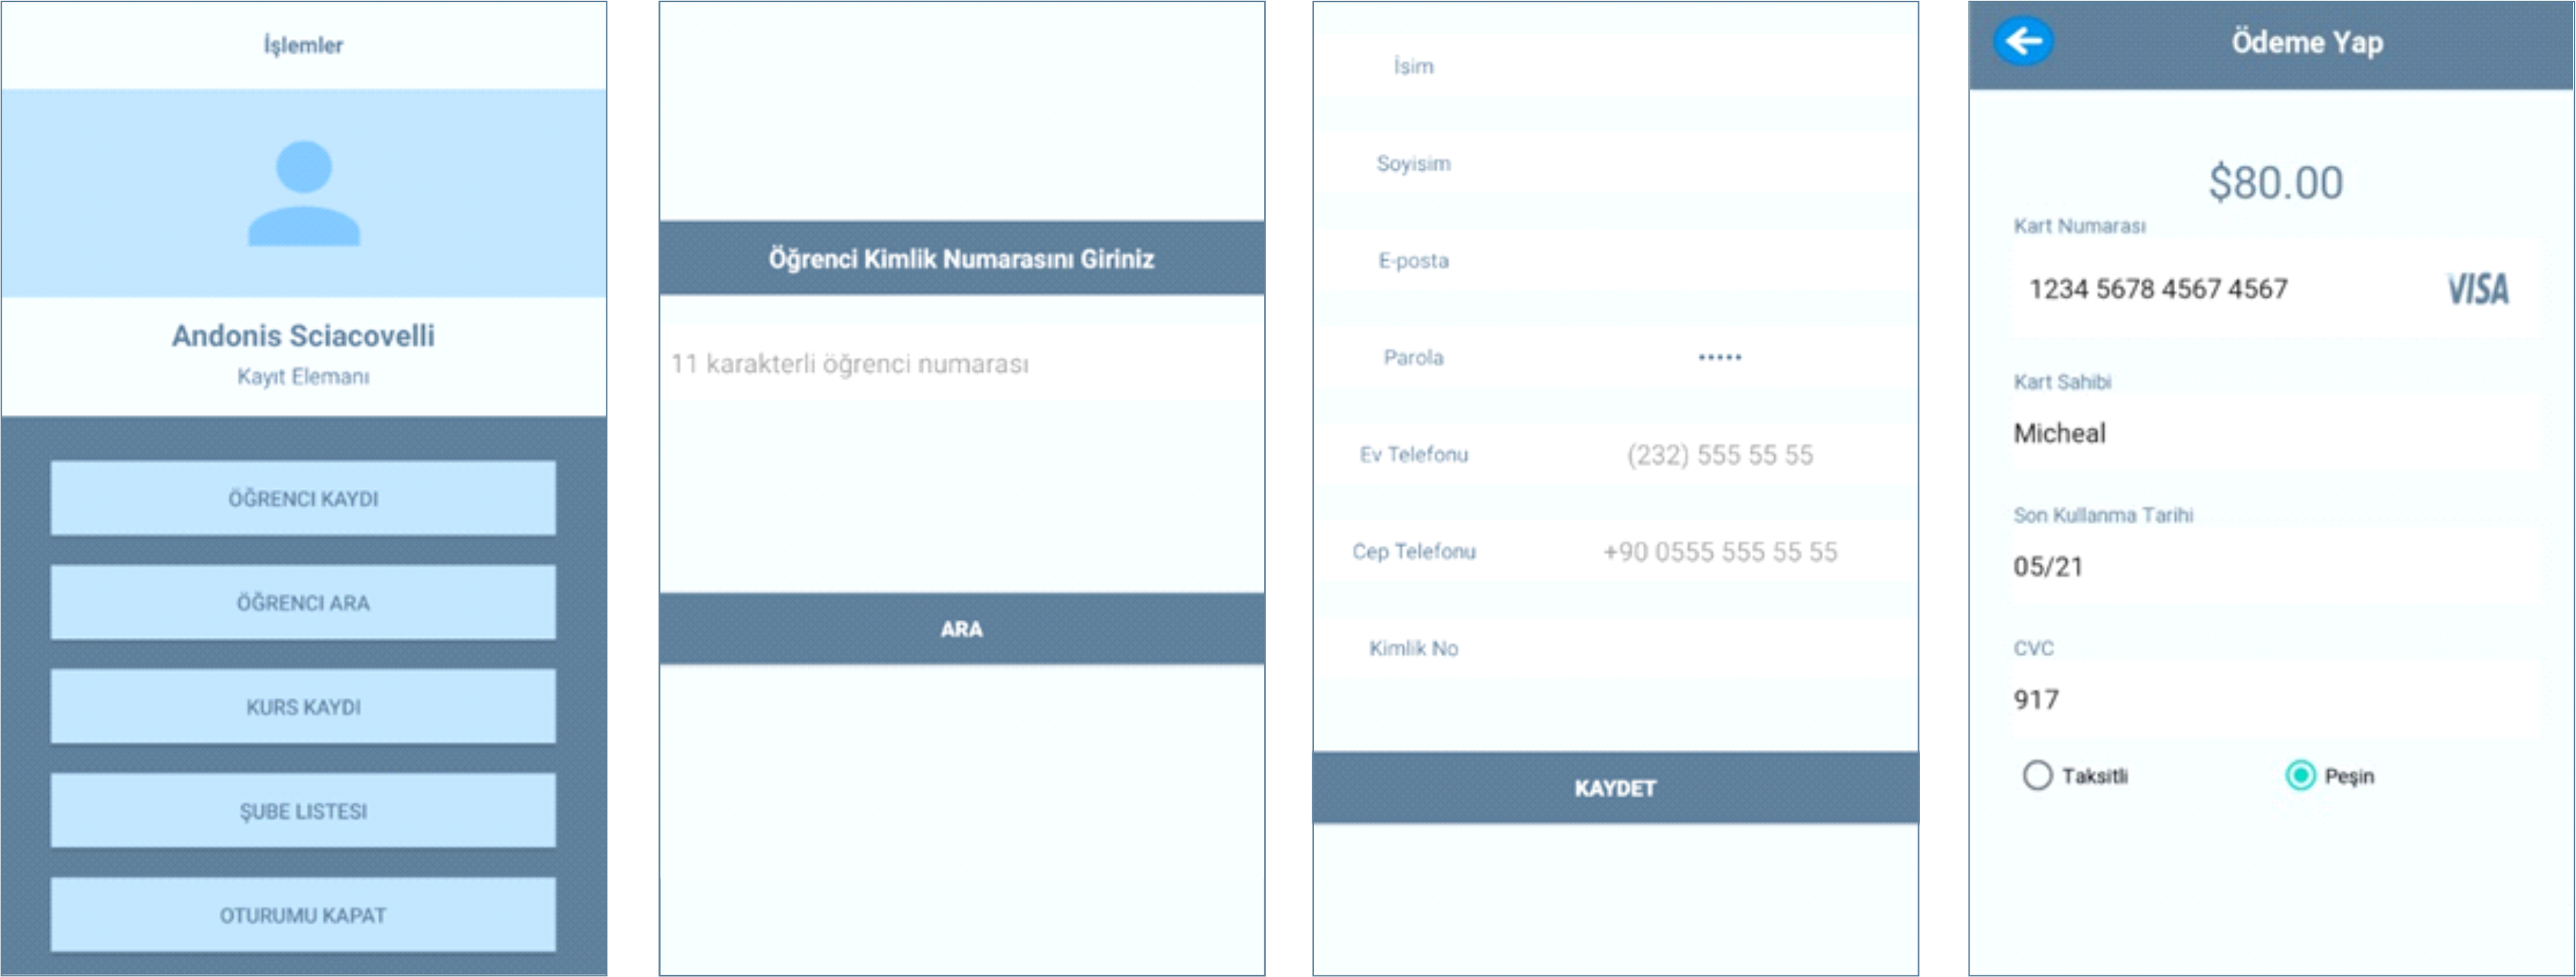 İşlemler
Andonis Sciacovelli
Kayıt Elemanı
ÖĞRENCI KAYDI
ÖĞRENCI ARA
KURS KAYDI
ŞUBE LISTESI
OTURUMU KAPAT
Öğrenci Kimlik Numarasını Giriniz
11 karakterli öğrenci numarası
ARA
İsim
Soyisim
E-posta
Parola •••••
Ev Telefonu (232) 555 55 55
Cep Telefonu +90 0555 555 55 55
Kimlik No
KAYDET
Ödeme Yap
$80.00
Kart Numarası
1234 5678 4567 4567 VISA
Kart Sahibi
Micheal
Son Kullanma Tarihi
05/21
CVC
917
Taksitli Peşin